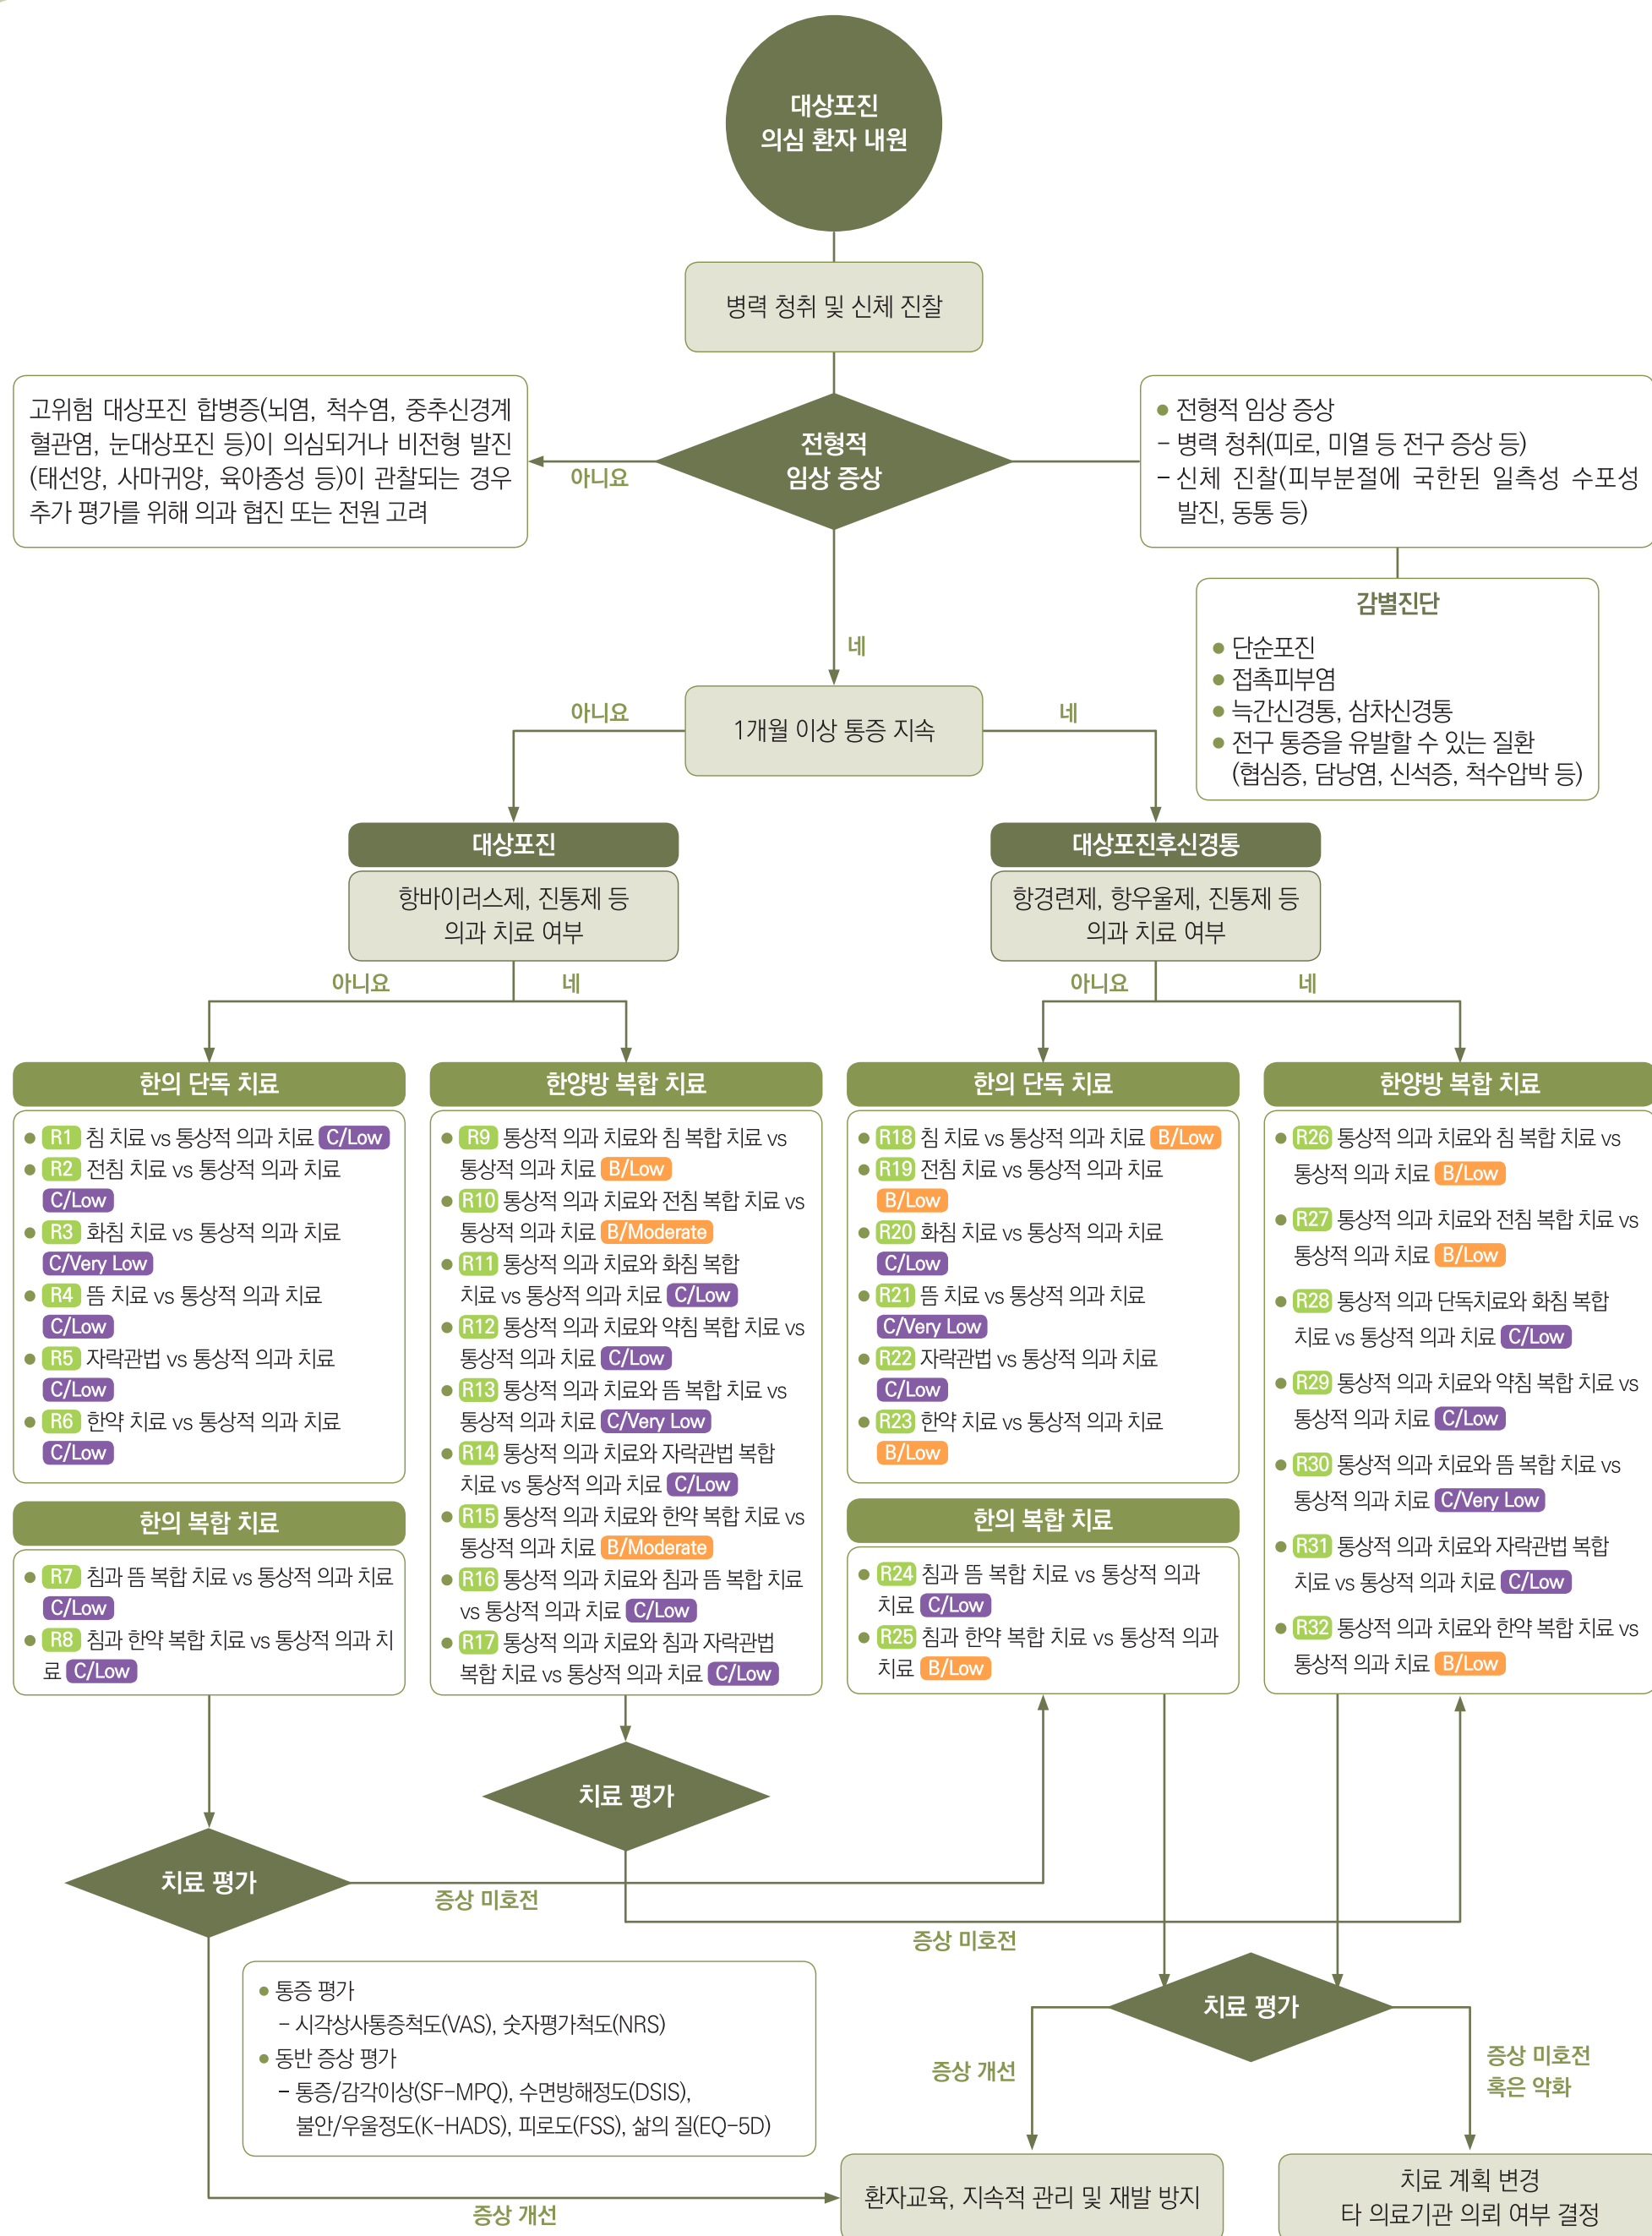 대상포진
의심 환자 내원
병력 청취 및 신체 진찰
고위험 대상포진 합병증(뇌염, 척수염, 중추신경계
혈관염, 눈대상포진 등)이 의심되거나 비전형 발진
(태선양, 사마귀양, 육아종성 등)이 관찰되는 경우
추가 평가를 위해 의과 협진 또는 전원 고려
아니요
전형적
임상 증상
● 전형적 임상 증상
- 병력 청취(피로, 미열 등 전구 증상 등)
- 신체 진찰(피부분절에 국한된 일측성 수포성
발진, 동통 등)
감별진단
● 단순포진
● 접촉피부염
● 늑간신경통, 삼차신경통
● 전구 통증을 유발할 수 있는 질환
(협심증, 담낭염, 신석증, 척수압박 등)
네
아니요
1개월 이상 통증 지속
네
대상포진
항바이러스제, 진통제 등
의과 치료 여부
아니요
네
대상포진후신경통
항경련제, 항우울제, 진통제 등
의과 치료 여부
아니요
네
한의 단독 치료
● R1 침 치료 vs 통상적 의과 치료 C/Low
● R2 전침 치료 vs 통상적 의과 치료
C/Low
● R3 화침 치료 vs 통상적 의과 치료
C/Very Low
● R4 뜸 치료 vs 통상적 의과 치료
C/Low
● R5 자락관법 vs 통상적 의과 치료
C/Low
● R6 한약 치료 vs 통상적 의과 치료
C/Low
한의 복합 치료
● R7 침과 뜸 복합 치료 vs 통상적 의과 치료
C/Low
● R8 침과 한약 복합 치료 vs 통상적 의과 치
료 C/Low
한양방 복합 치료
● R9 통상적 의과 치료와 침 복합 치료 vs
통상적 의과 치료 B/Low
● R10 통상적 의과 치료와 전침 복합 치료 vs
통상적 의과 치료 B/Moderate
● R11 통상적 의과 치료와 화침 복합
치료 vs 통상적 의과 치료 C/Low
● R12 통상적 의과 치료와 약침 복합 치료 vs
통상적 의과 치료 C/Low
● R13 통상적 의과 치료와 뜸 복합 치료 vs
통상적 의과 치료 C/Very Low
● R14 통상적 의과 치료와 자락관법 복합
치료 vs 통상적 의과 치료 C/Low
● R15 통상적 의과 치료와 한약 복합 치료 vs
통상적 의과 치료 B/Moderate
● R16 통상적 의과 치료와 침과 뜸 복합 치료
vs 통상적 의과 치료 C/Low
● R17 통상적 의과 치료와 침과 자락관법
복합 치료 vs 통상적 의과 치료 C/Low
한의 단독 치료
● R18 침 치료 vs 통상적 의과 치료 B/Low
● R19 전침 치료 vs 통상적 의과 치료
B/Low
● R20 화침 치료 vs 통상적 의과 치료
C/Low
● R21 뜸 치료 vs 통상적 의과 치료
C/Very Low
● R22 자락관법 vs 통상적 의과 치료
C/Low
● R23 한약 치료 vs 통상적 의과 치료
B/Low
한의 복합 치료
● R24 침과 뜸 복합 치료 vs 통상적 의과
치료 C/Low
● R25 침과 한약 복합 치료 vs 통상적 의과
치료 B/Low
한양방 복합 치료
● R26 통상적 의과 치료와 침 복합 치료 vs
통상적 의과 치료 B/Low
● R27 통상적 의과 치료와 전침 복합 치료 vs
통상적 의과 치료 B/Low
● R28 통상적 의과 단독치료와 화침 복합
치료 vs 통상적 의과 치료 C/Low
● R29 통상적 의과 치료와 약침 복합 치료 vs
통상적 의과 치료 C/Low
● R30 통상적 의과 치료와 뜸 복합 치료 vs
통상적 의과 치료 C/Very Low
● R31 통상적 의과 치료와 자락관법 복합
치료 vs 통상적 의과 치료 C/Low
● R32 통상적 의과 치료와 한약 복합 치료 vs
통상적 의과 치료 B/Low
치료 평가
치료 평가
증상 미호전
증상 미호전
● 통증 평가
- 시각상사통증척도(VAS), 숫자평가척도(NRS)
● 동반 증상 평가
- 통증/감각이상(SF-MPQ), 수면방해정도(DSIS),
불안/우울정도(K-HADS), 피로도(FSS), 삶의 질(EQ-5D)
치료 평가
증상 개선
증상 미호전
혹은 악화
증상 개선
환자교육, 지속적 관리 및 재발 방지
치료 계획 변경
타 의료기관 의뢰 여부 결정